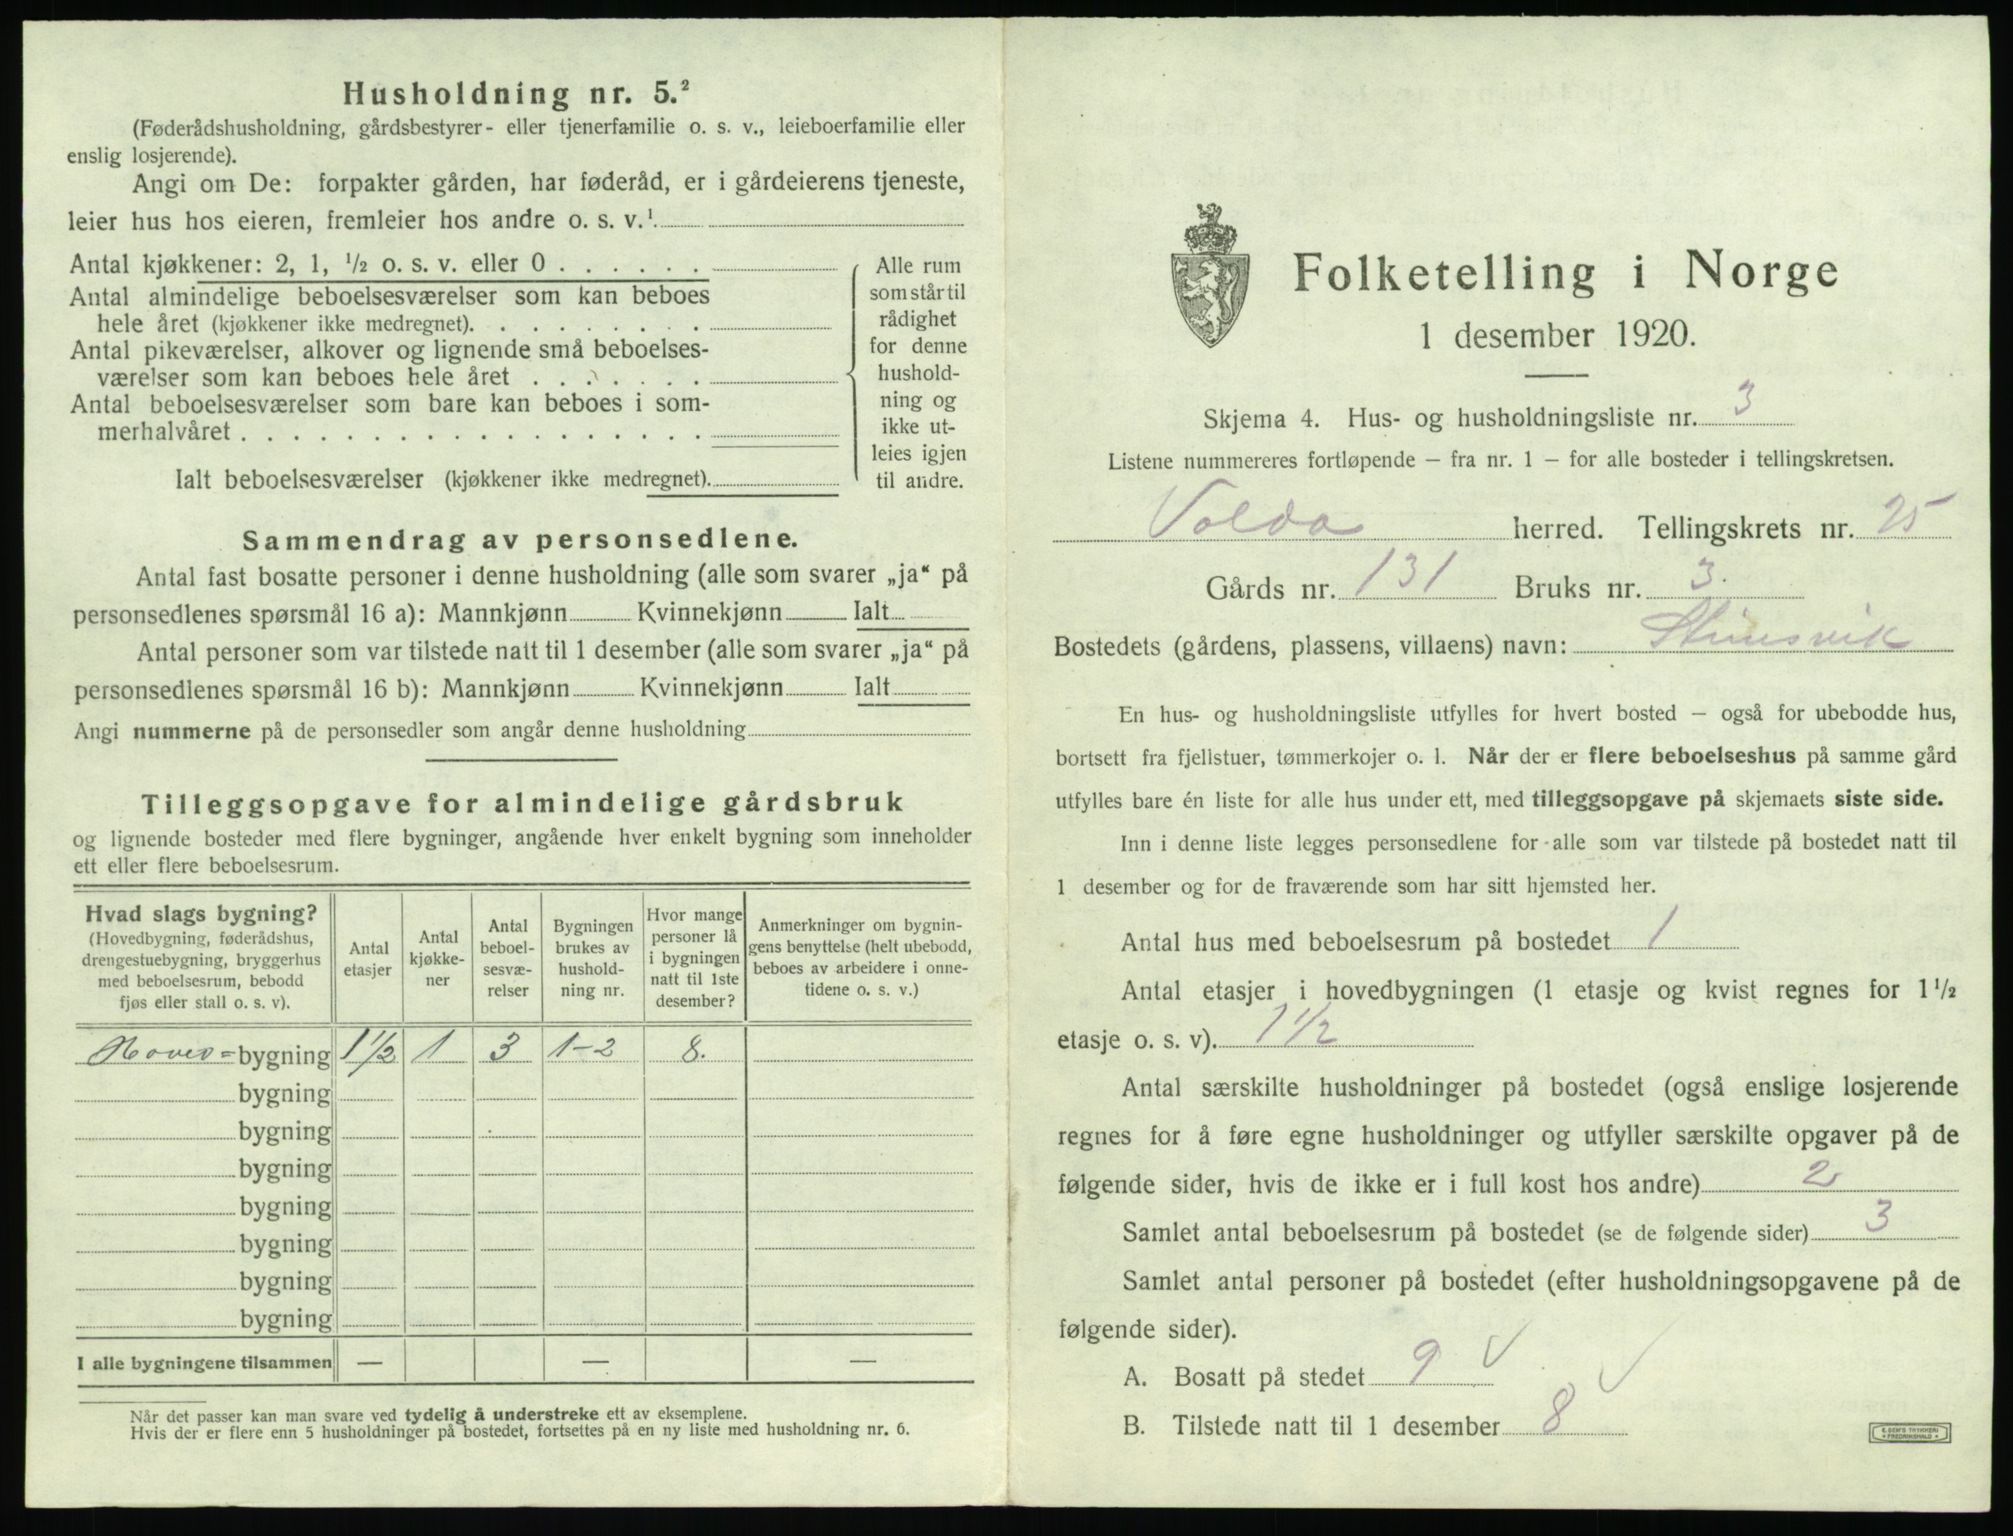 Husholdning nr. 5.²
(Føderådshusholdning, gårdsbestyrer- eller tjenerfamilie o. s. v., leieboerfamilie eller
enslig losjerende).
Angi om De: forpakter gården, har føderåd, er i gårdeierens tjeneste,
leier hus hos eieren, fremleier hos andre o. s. v.¹
Antal kjøkkener: 2, 1, ½ o. s. v. eller 0 . . . . . .
Antal almindelige beboelsesværelser som kan beboes
hele året (kjøkkener ikke medregnet). . . . . . . . .
Antal pikeværelser, alkover og lignende små beboelses-
værelser som kan beboes hele året . . . . . . .
Antal beboelsesværelser som bare kan beboes i som-
merhalvåret . . . . . . . . . . . . . . . . . .
Ialt beboelsesværelser (kjøkkener ikke medregnet).
Alle rum
som står til
rådighet
for denne
hushold-
ning og
ikke ut-
leies igjen
til andre.
Sammendrag av personsedlene.
Antal fast bosatte personer i denne husholdning (alle som svarer „ja“ på
personsedlenes spørsmål 16 a): Mannkjønn Kvinnekjønn Ialt
Antal personer som var tilstede natt til 1 desember (alle som svarer „ja“ på
personsedlenes spørsmål 16 b): Mannkjønn Kvinnekjønn Ialt
Angi nummerne på de personsedler som angår denne husholdning
Tilleggsopgave for almindelige gårdsbruk
og lignende bosteder med flere bygninger, angående hver enkelt bygning som inneholder
ett eller flere beboelsesrum.
Hvad slags bygning?
(Hovedbygning, føderådshus,
drengestuebygning, bryggerhus
med beboelsesrum, bebodd
fjøs eller stall o. s. v).
Antal
etasjer
Antal
kjøkke-
ner
Antal
beboel-
sesvæ-
relser
Bygningen
brukes av
hushold-
ning nr.
Hvor mange
personer lå
i bygningen
natt til 1ste
desember?
Anmerkninger om bygnin-
gens benyttelse (helt ubebodd,
beboes av arbeidere i onne-
tidene o. s. v.)
Hoved=bygning 1½ 1 3 1-2 8.
bygning
bygning
bygning
bygning
bygning
bygning
bygning
I alle bygningene tilsammen — — —
Når det passer kan man svare ved tydelig å understreke ett av eksemplene.
Hvis der er flere enn 5 husholdninger på bostedet, fortsettes på en ny liste med husholdning nr. 6.
Folketelling i Norge
1 desember 1920.
Skjema 4. Hus- og husholdningsliste nr. 3
Listene nummereres fortløpende – fra nr. 1 – for alle bosteder i tellingskretsen.
Volda herred. Tellingskrets nr. 25
Gårds nr. 131 Bruks nr. 3.
Bostedets (gårdens, plassens, villaens) navn:
En hus- og husholdningsliste utfylles for hvert bosted – også for ubebodde hus,
bortsett fra fjellstuer, tømmerkojer o. l. Når der er flere beboelseshus på samme gård
utfylles bare én liste for alle hus under ett, med tilleggsopgave på skjemaets siste side.
Inn i denne liste legges personsedlene for alle som var tilstede på bostedet natt til
1 desember og for de fraværende som har sitt hjemsted her.
Antal hus med beboelsesrum på bostedet 1
Antal etasjer i hovedbygningen (1 etasje og kvist regnes for 1½
etasje o. s. v). 1½
Antal særskilte husholdninger på bostedet (også enslige losjerende
regnes for å føre egne husholdninger og utfyller særskilte opgaver på de
følgende sider, hvis de ikke er i full kost hos andre) 2
Samlet antal beboelsesrum på bostedet (se de følgende sider) 3
Samlet antal personer på bostedet (efter husholdningsopgavene på de
følgende sider).
A. Bosatt på stedet 9 √ √
B. Tilstede natt til 1 desember 8